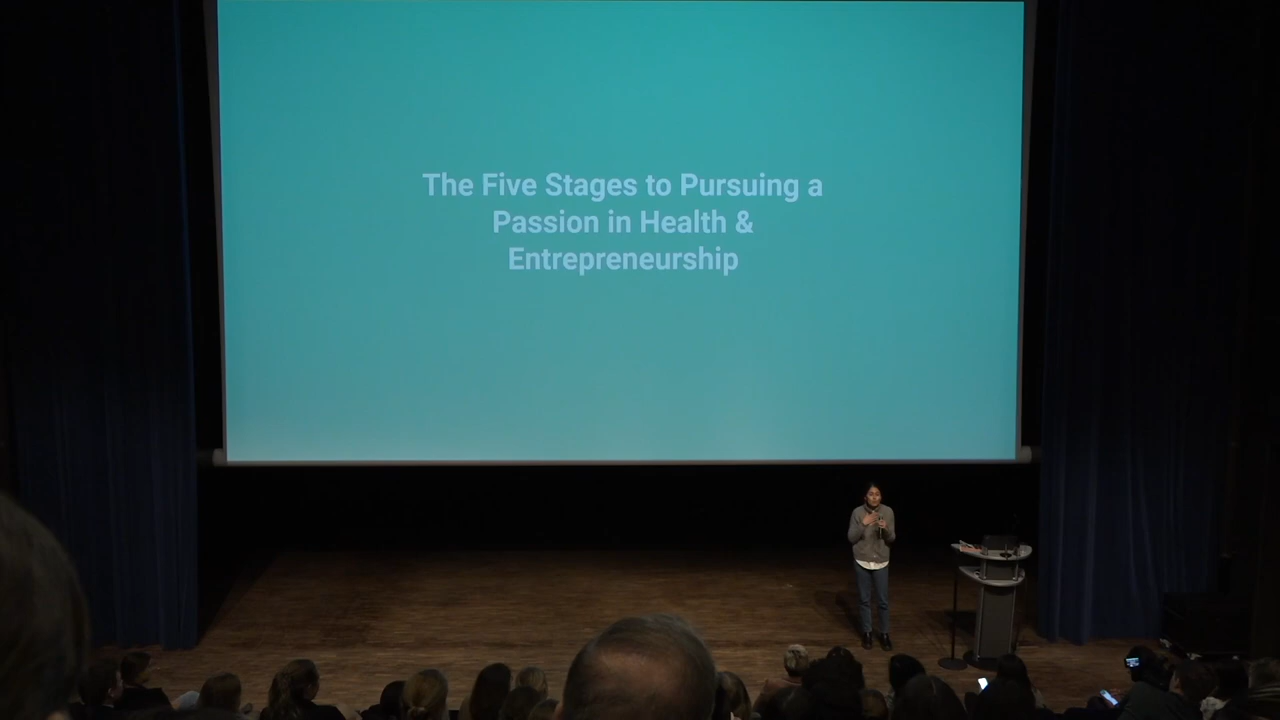 The Five Stages to Pursuing a
Passion in Health &
Entrepreneurship